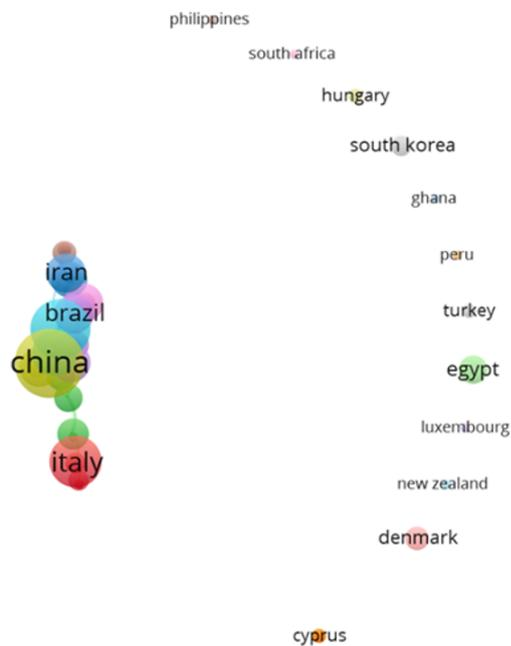 philippines
south africa
hungary
south korea
ghana
peru
iran
turkey
brazil
china
egypt
luxembourg
italy
new zealand
denmark
cyprus